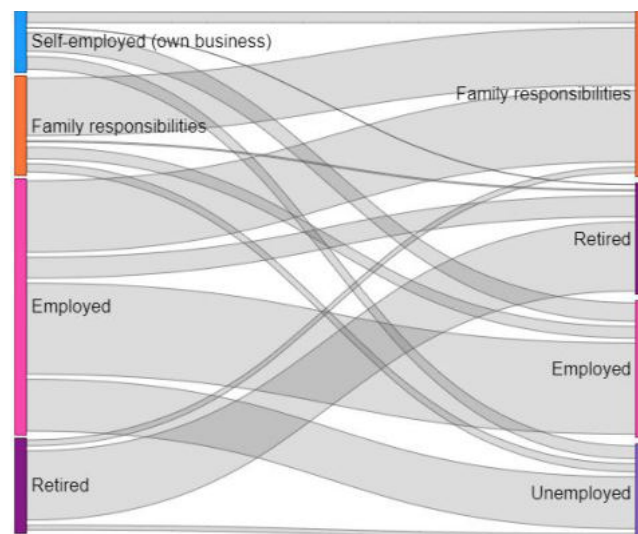 Self-employed (own business)
Family responsibilities
Family responsibilities
Retired
Employed
Employed
Retired
Unemployed